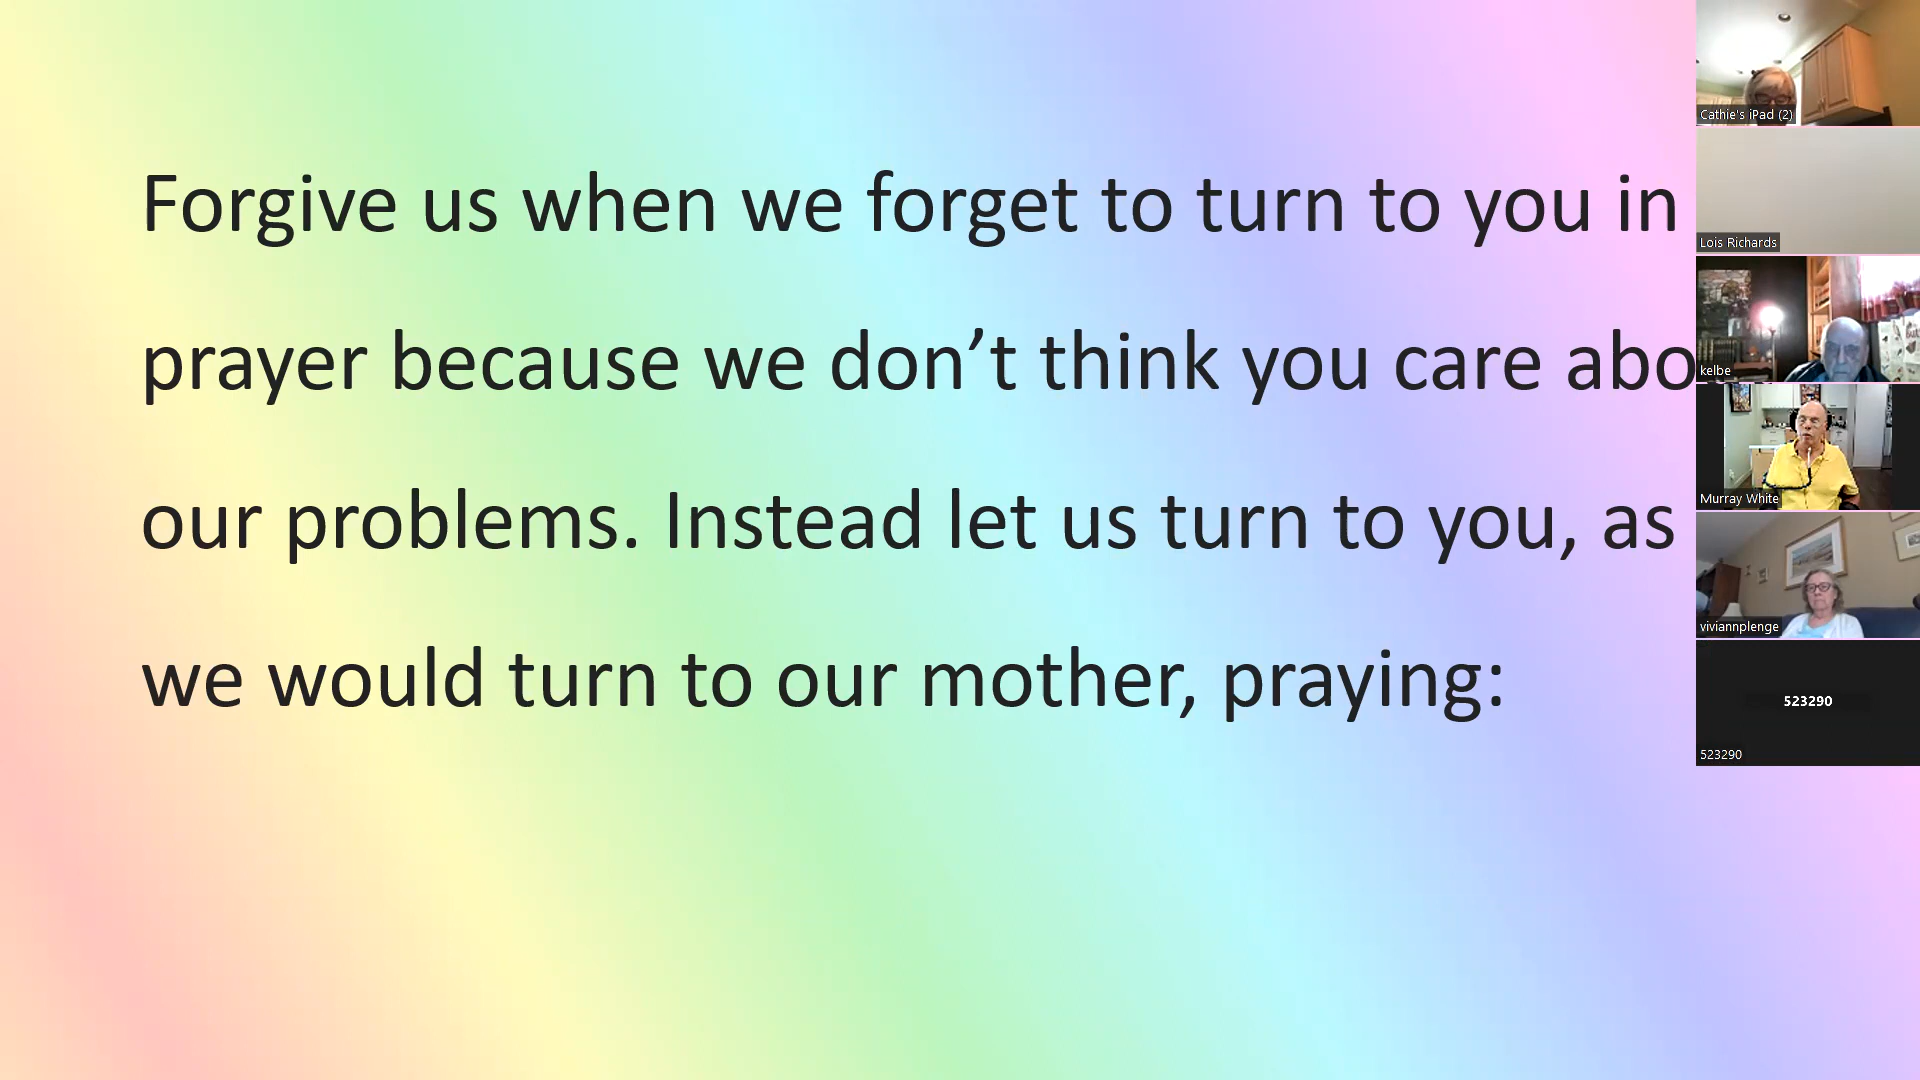 Forgive us when we forget to turn to you in
prayer because we don’t think you care abo
our problems. Instead let us turn to you, as
we would turn to our mother, praying:
Cathie's iPad (2)
Lois Richards
kelbe
Murray White
viviannplenge
523290
523290